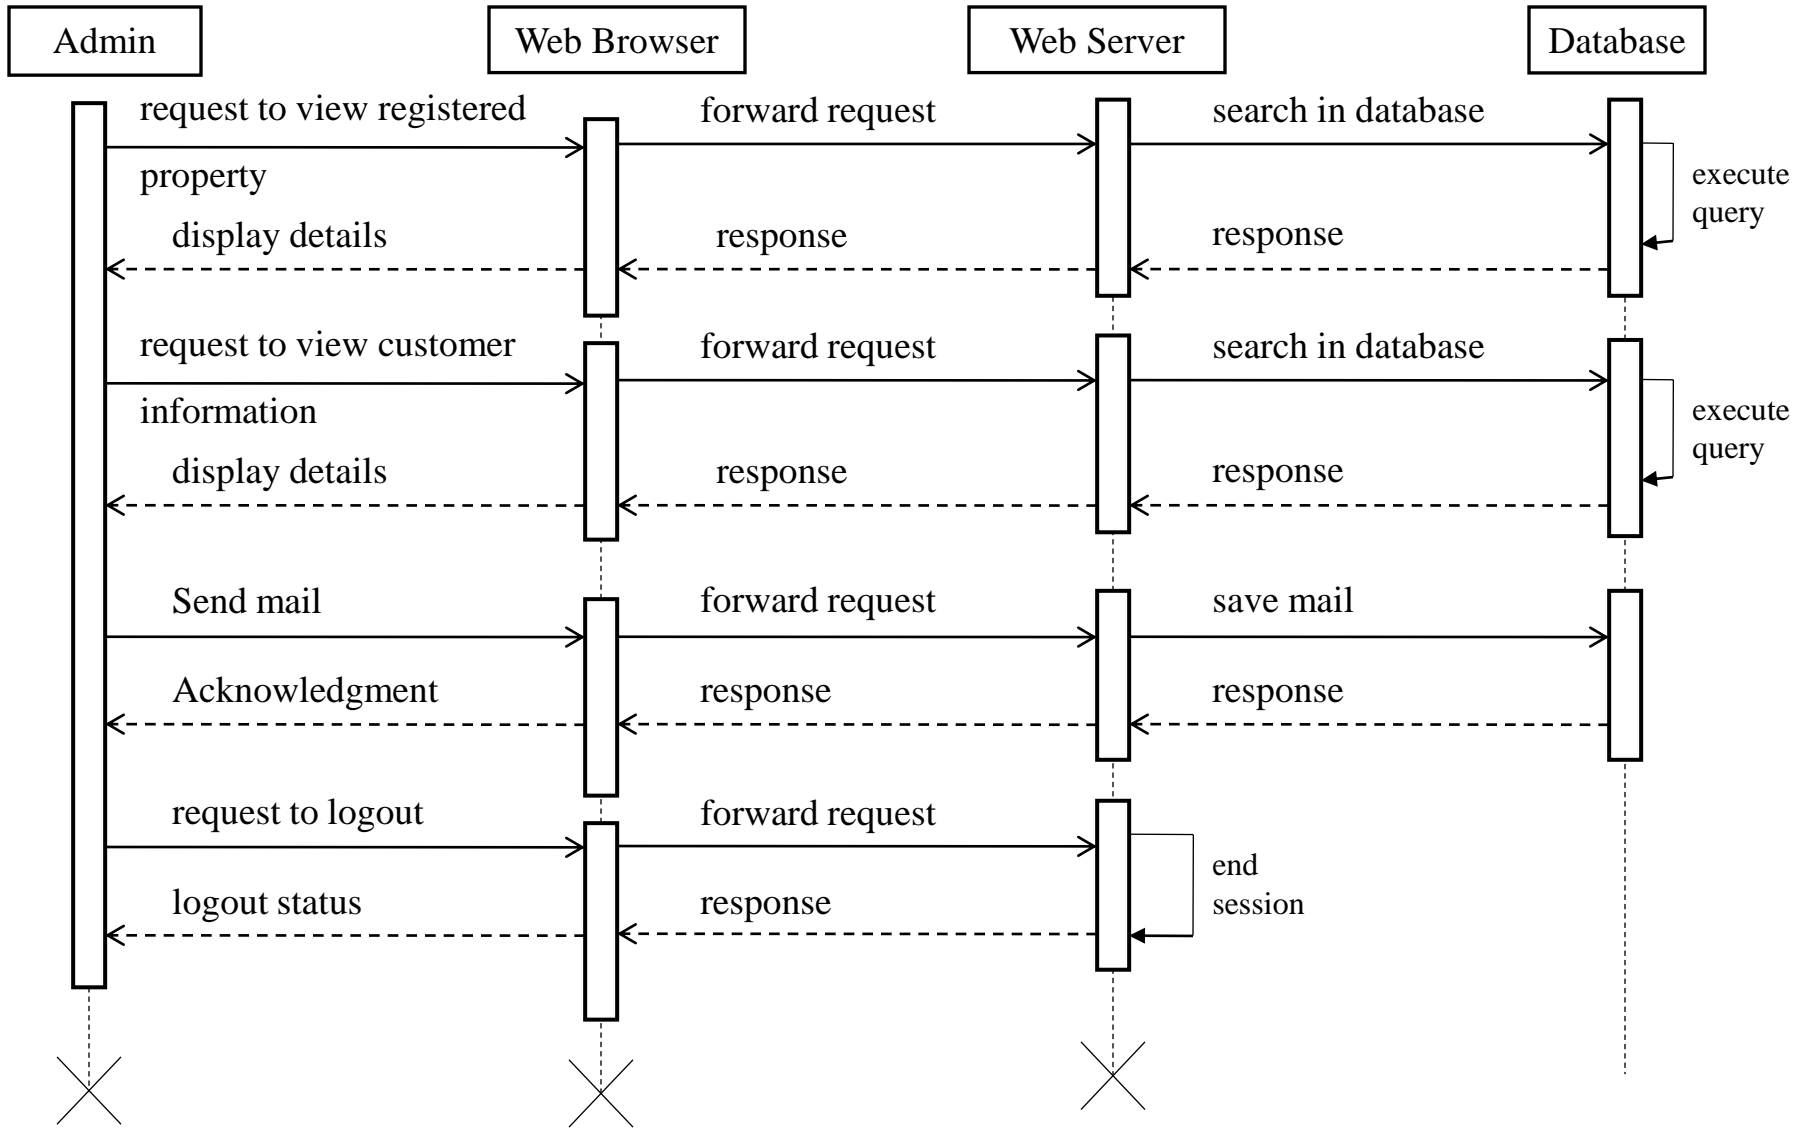 Admin
Web Browser
Web Server
Database
request to view registered
property
forward request
search in database
execute
query
display details
response
response
request to view customer
information
forward request
search in database
execute
query
display details
response
response
Send mail
forward request
save mail
Acknowledgment
response
response
request to logout
forward request
end
session
logout status
response